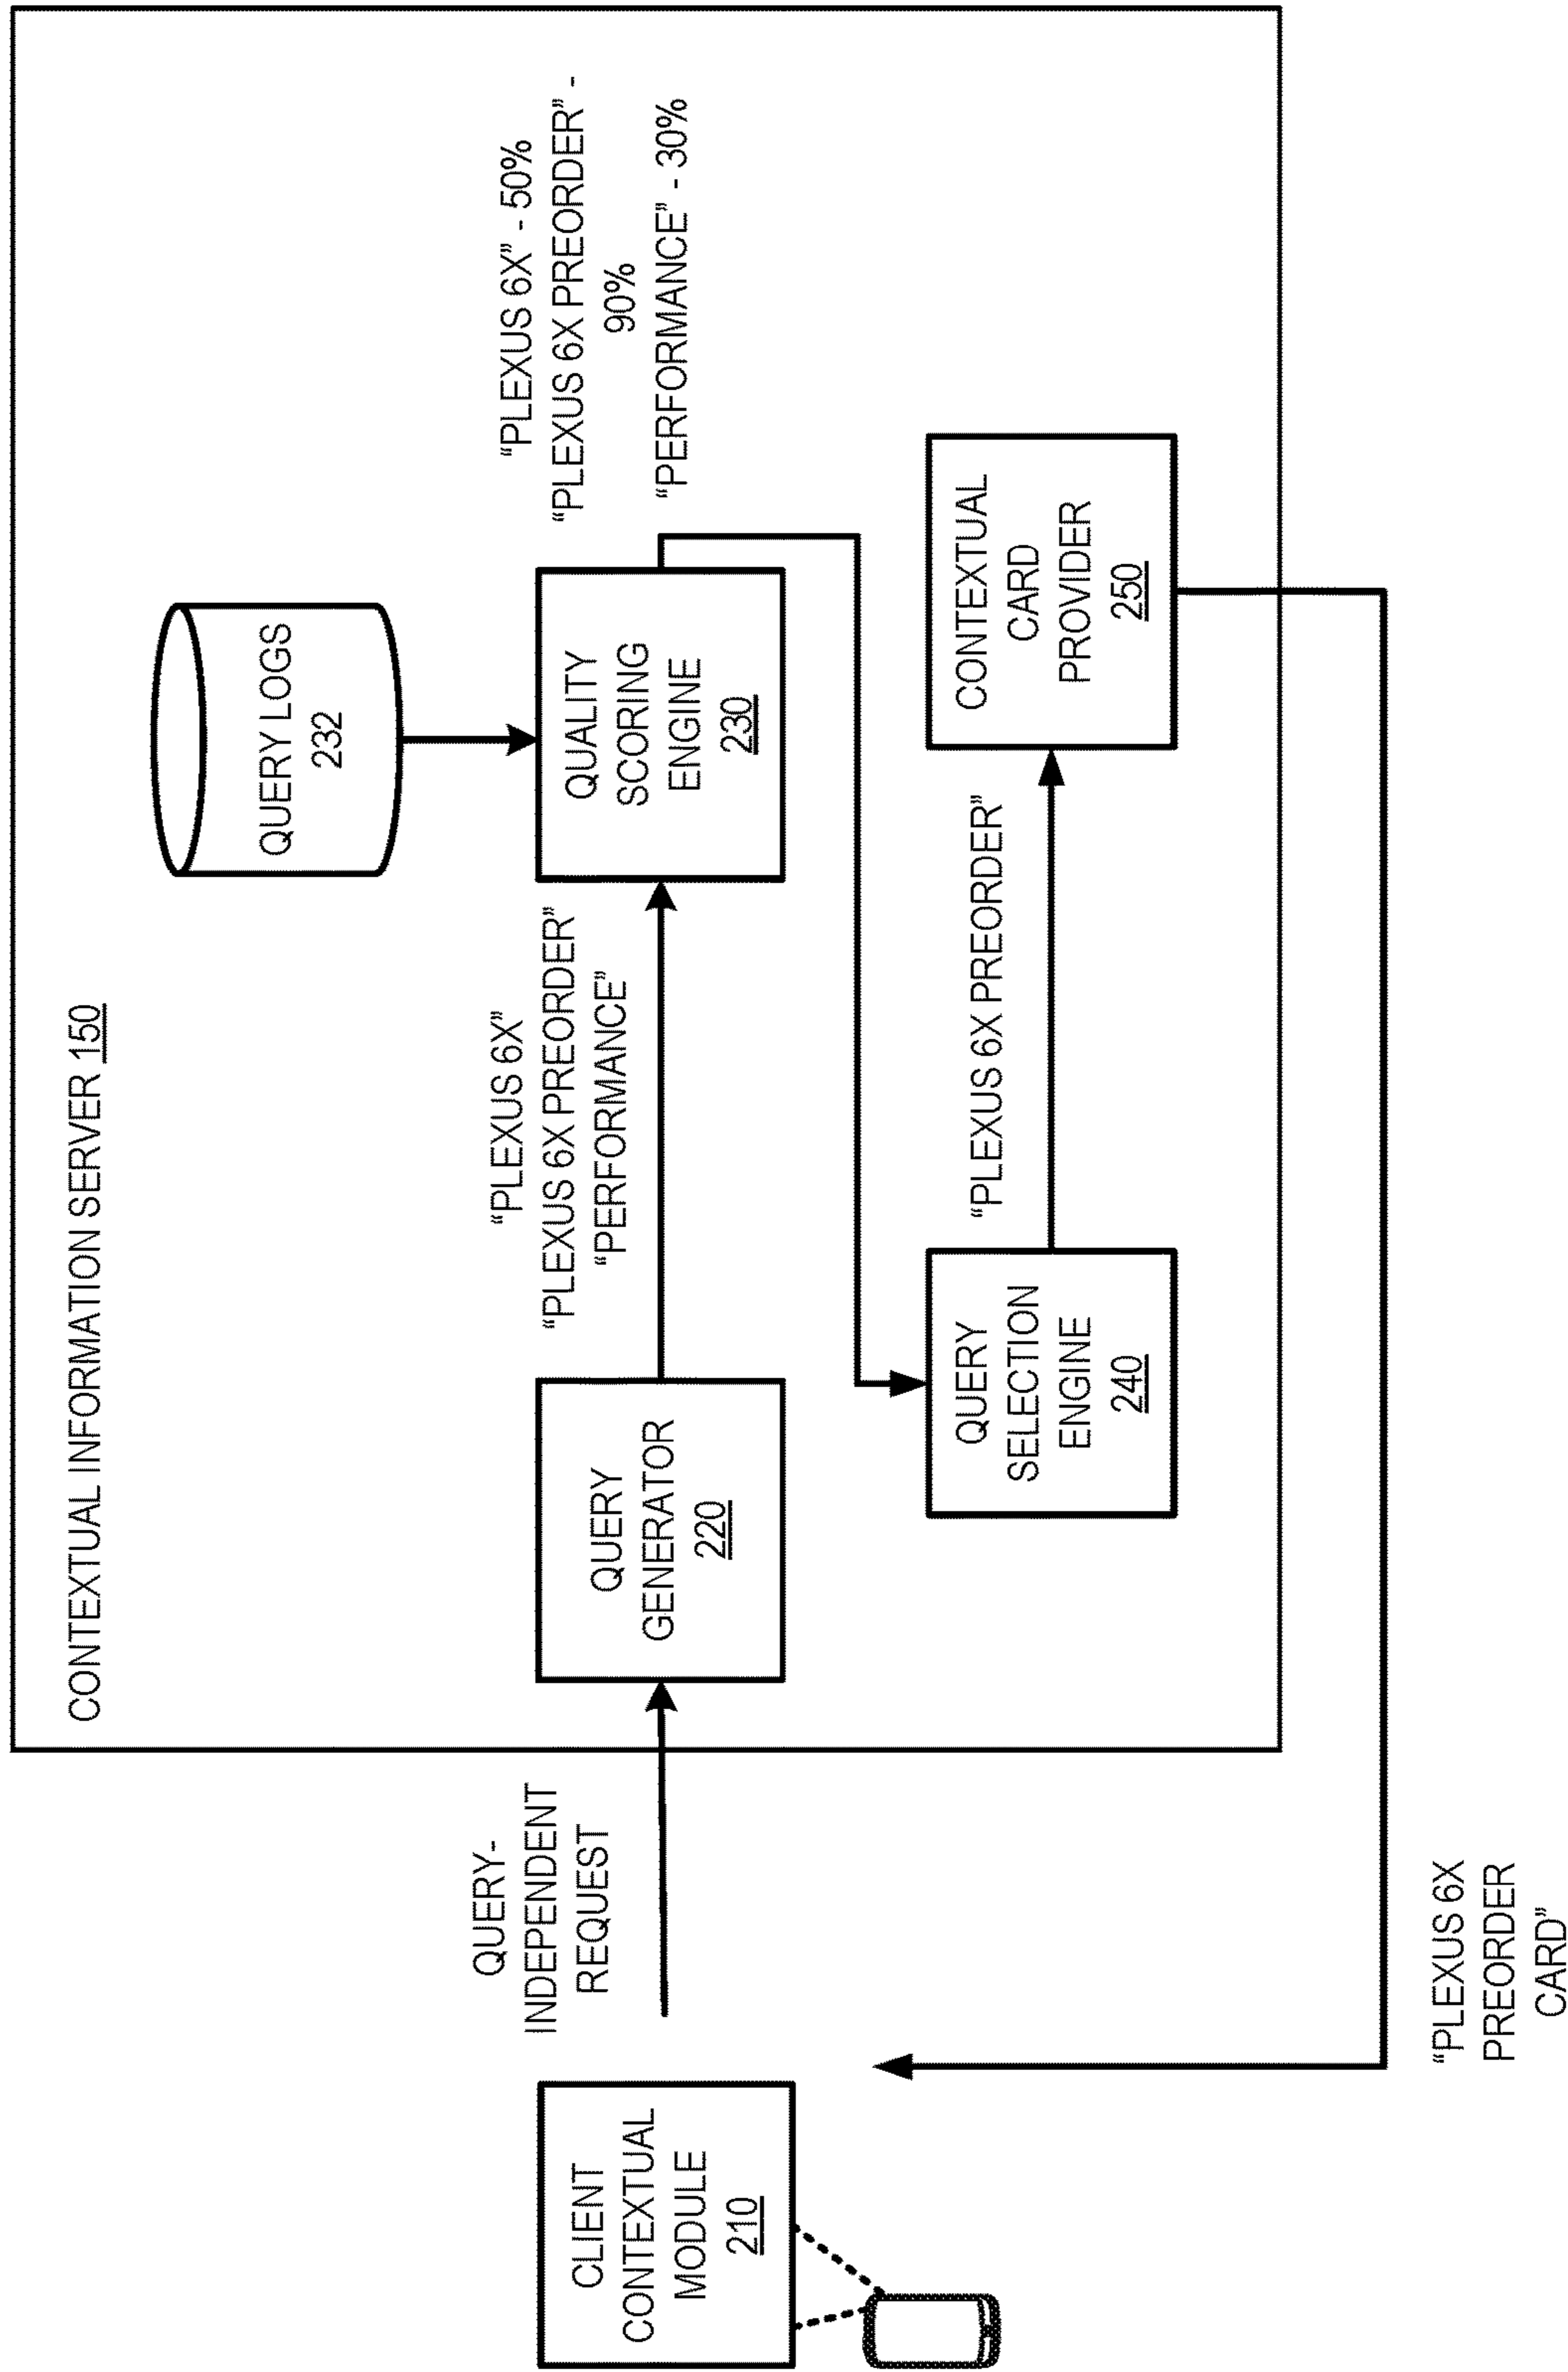 CONTEXTUAL INFORMATION SERVER 150
QUERY LOGS
232
CLIENT
CONTEXTUAL
MODULE
210
QUERY-
INDEPENDENT
REQUEST
QUERY
GENERATOR
220
“PLEXUS 6X”
“PLEXUS 6X PREORDER”
“PERFORMANCE”
QUALITY
SCORING
ENGINE
230
“PLEXUS 6X” - 50%
“PLEXUS 6X PREORDER” -
90%
“PERFORMANCE” - 30%
QUERY
SELECTION
ENGINE
240
“PLEXUS 6X PREORDER”
CONTEXTUAL
CARD
PROVIDER
250
“PLEXUS 6X
PREORDER
CARD”